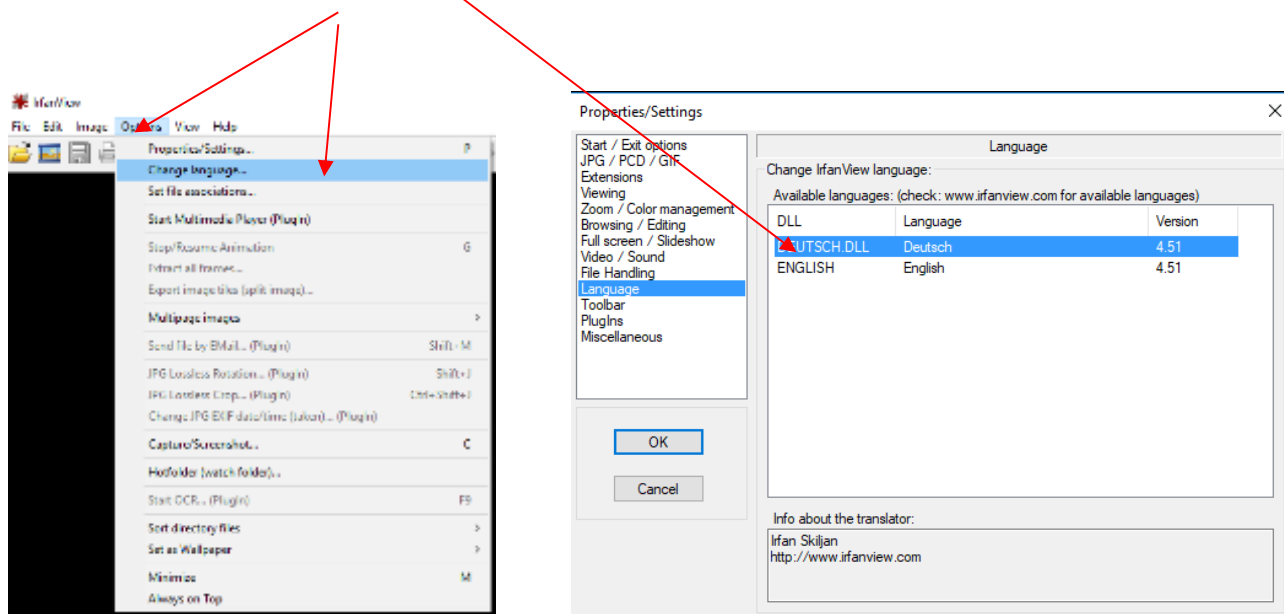 IrfanView
File Edit Image Options View Help
Properties/Settings... P
Change language...
Set file associations...
Start Multimedia Player (Plugin)
Stop/Resume Animation G
Extract all frames...
Export image tiles (split image)...
Multipage images >
Send file by EMail... (Plugin) Shift+M
JPG Lossless Rotation... (Plugin) Shift+J
JPG Lossless Crop... (Plugin) Ctrl+Shift+J
Change JPG EXIF date/time (taken)... (Plugin)
Capture/Screenshot... C
Hotfolder (watch folder)...
Start OCR... (Plugin) F9
Sort directory files >
Set as Wallpaper >
Minimize M
Always on Top
Properties/Settings
Start / Exit options
JPG / PCD / GIF
Extensions
Viewing
Zoom / Color management
Browsing / Editing
Full screen / Slideshow
Video / Sound
File Handling
Language
Toolbar
PlugIns
Miscellaneous
OK
Cancel
Language
Change IrfanView language:
Available languages: (check: www.irfanview.com for available languages)
DLL Language Version
DEUTSCH.DLL Deutsch 4.51
ENGLISH English 4.51
Info about the translator:
Irfan Skiljan
http://www.irfanview.com